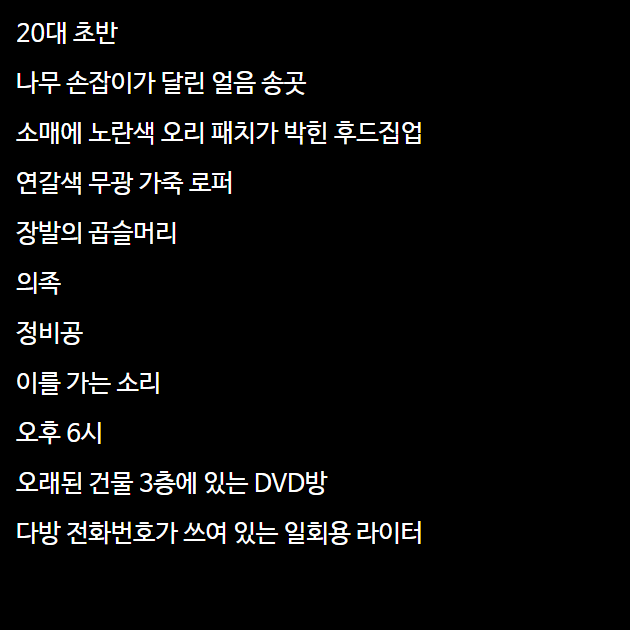 20대 초반
나무 손잡이가 달린 얼음 송곳
소매에 노란색 오리 패치가 박힌 후드집업
연갈색 무광 가죽 로퍼
장발의 곱슬머리
의족
정비공
이를 가는 소리
오후 6시
오래된 건물 3층에 있는 DVD방
다방 전화번호가 쓰여 있는 일회용 라이터